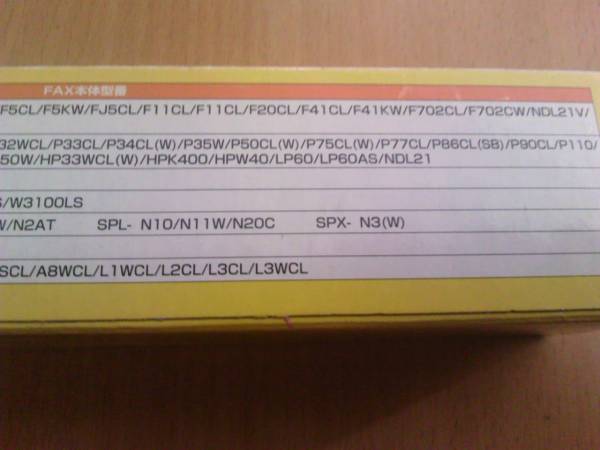 FAX本体型番
F5CL/F5KW/FJ5CL/F11CL/F11CL/F20CL/F41CL/F41KW/F702CL/F702CW/NDL21V/
32WCL/P33CL/P34CL(W)/P35W/P50CL(W)/P75CL(W)/P77CL/P86CL(SB)/P90CL/P110/
50W/HP33WCL(W)/HPK400/HPW40/LP60/LP60AS/NDL21
S/W3100LS
W/N2AT SPL- N10/N11W/N20C SPX- N3(W)
SCL/A8WCL/L1WCL/L2CL/L3CL/L3WCL